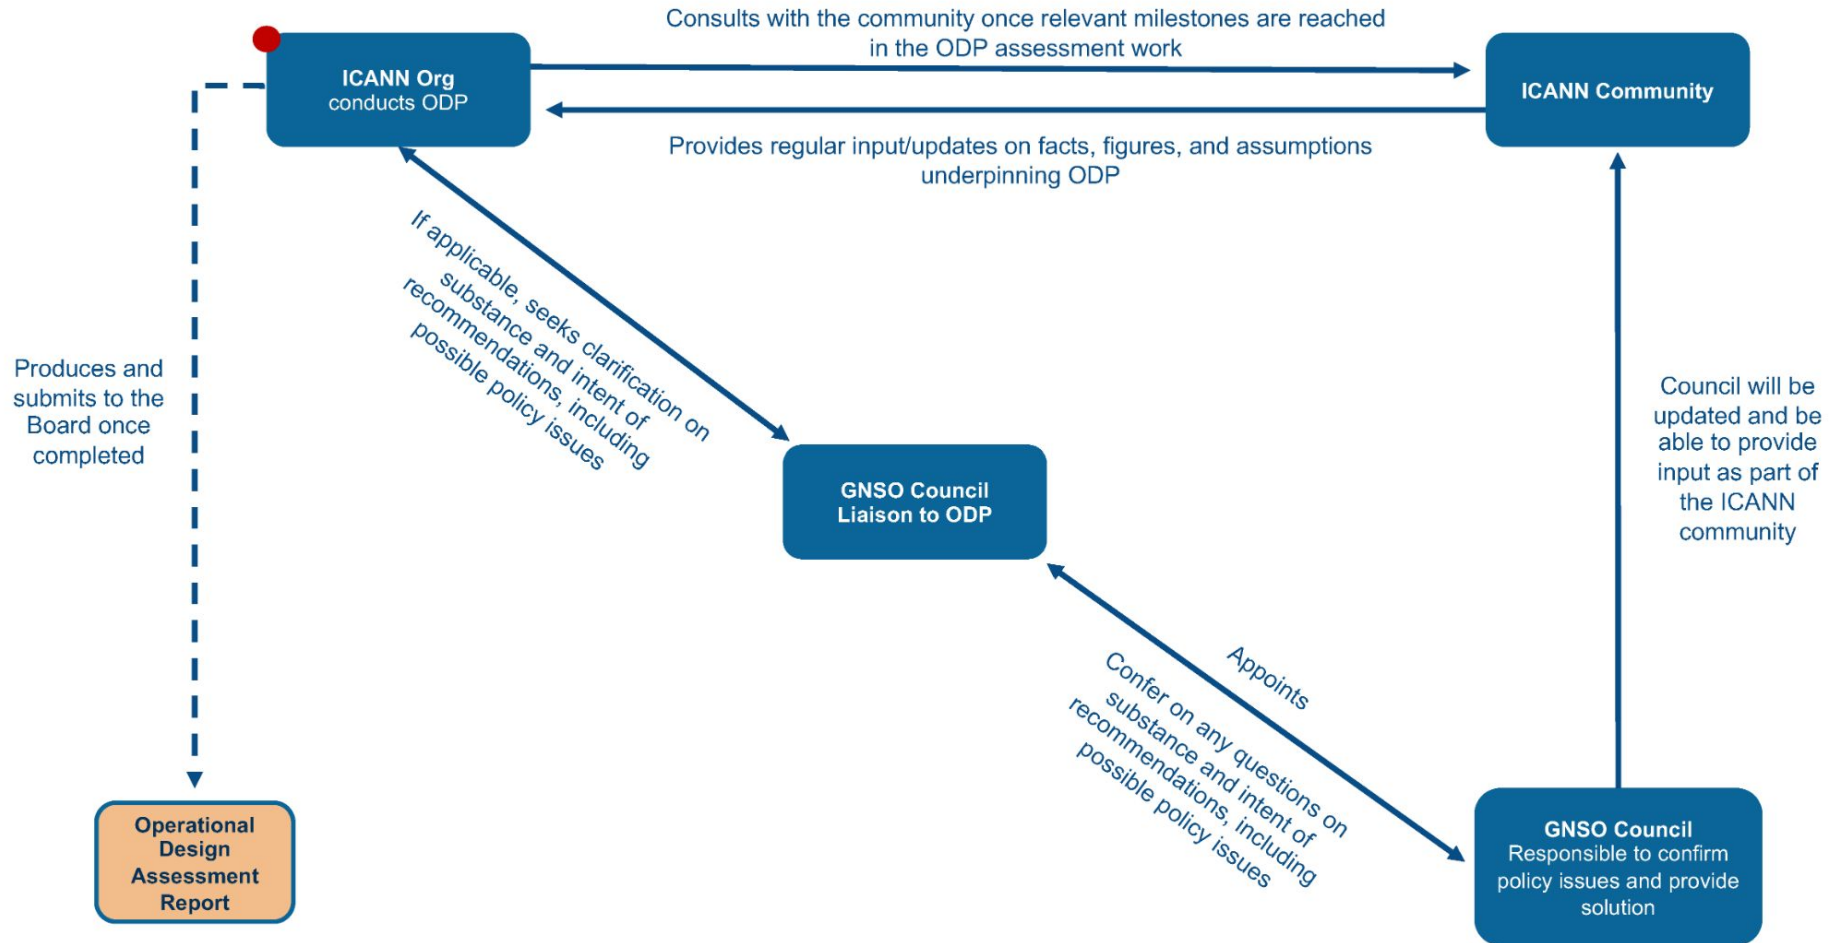 Consults with the community once relevant milestones are reached
in the ODP assessment work
ICANN Org
conducts ODP
ICANN Community
Provides regular input/updates on facts, figures, and assumptions
underpinning ODP
If applicable, seeks clarification on
substance and intent of
recommendations, including
possible policy issues
Produces and
submits to the
Board once
completed
Council will be
updated and be
able to provide
input as part of
the ICANN
community
GNSO Council
Liaison to ODP
Appoints
Confer on any questions on
substance and intent of
recommendations, including
possible policy issues
Operational
Design
Assessment
Report
GNSO Council
Responsible to confirm
policy issues and provide
solution